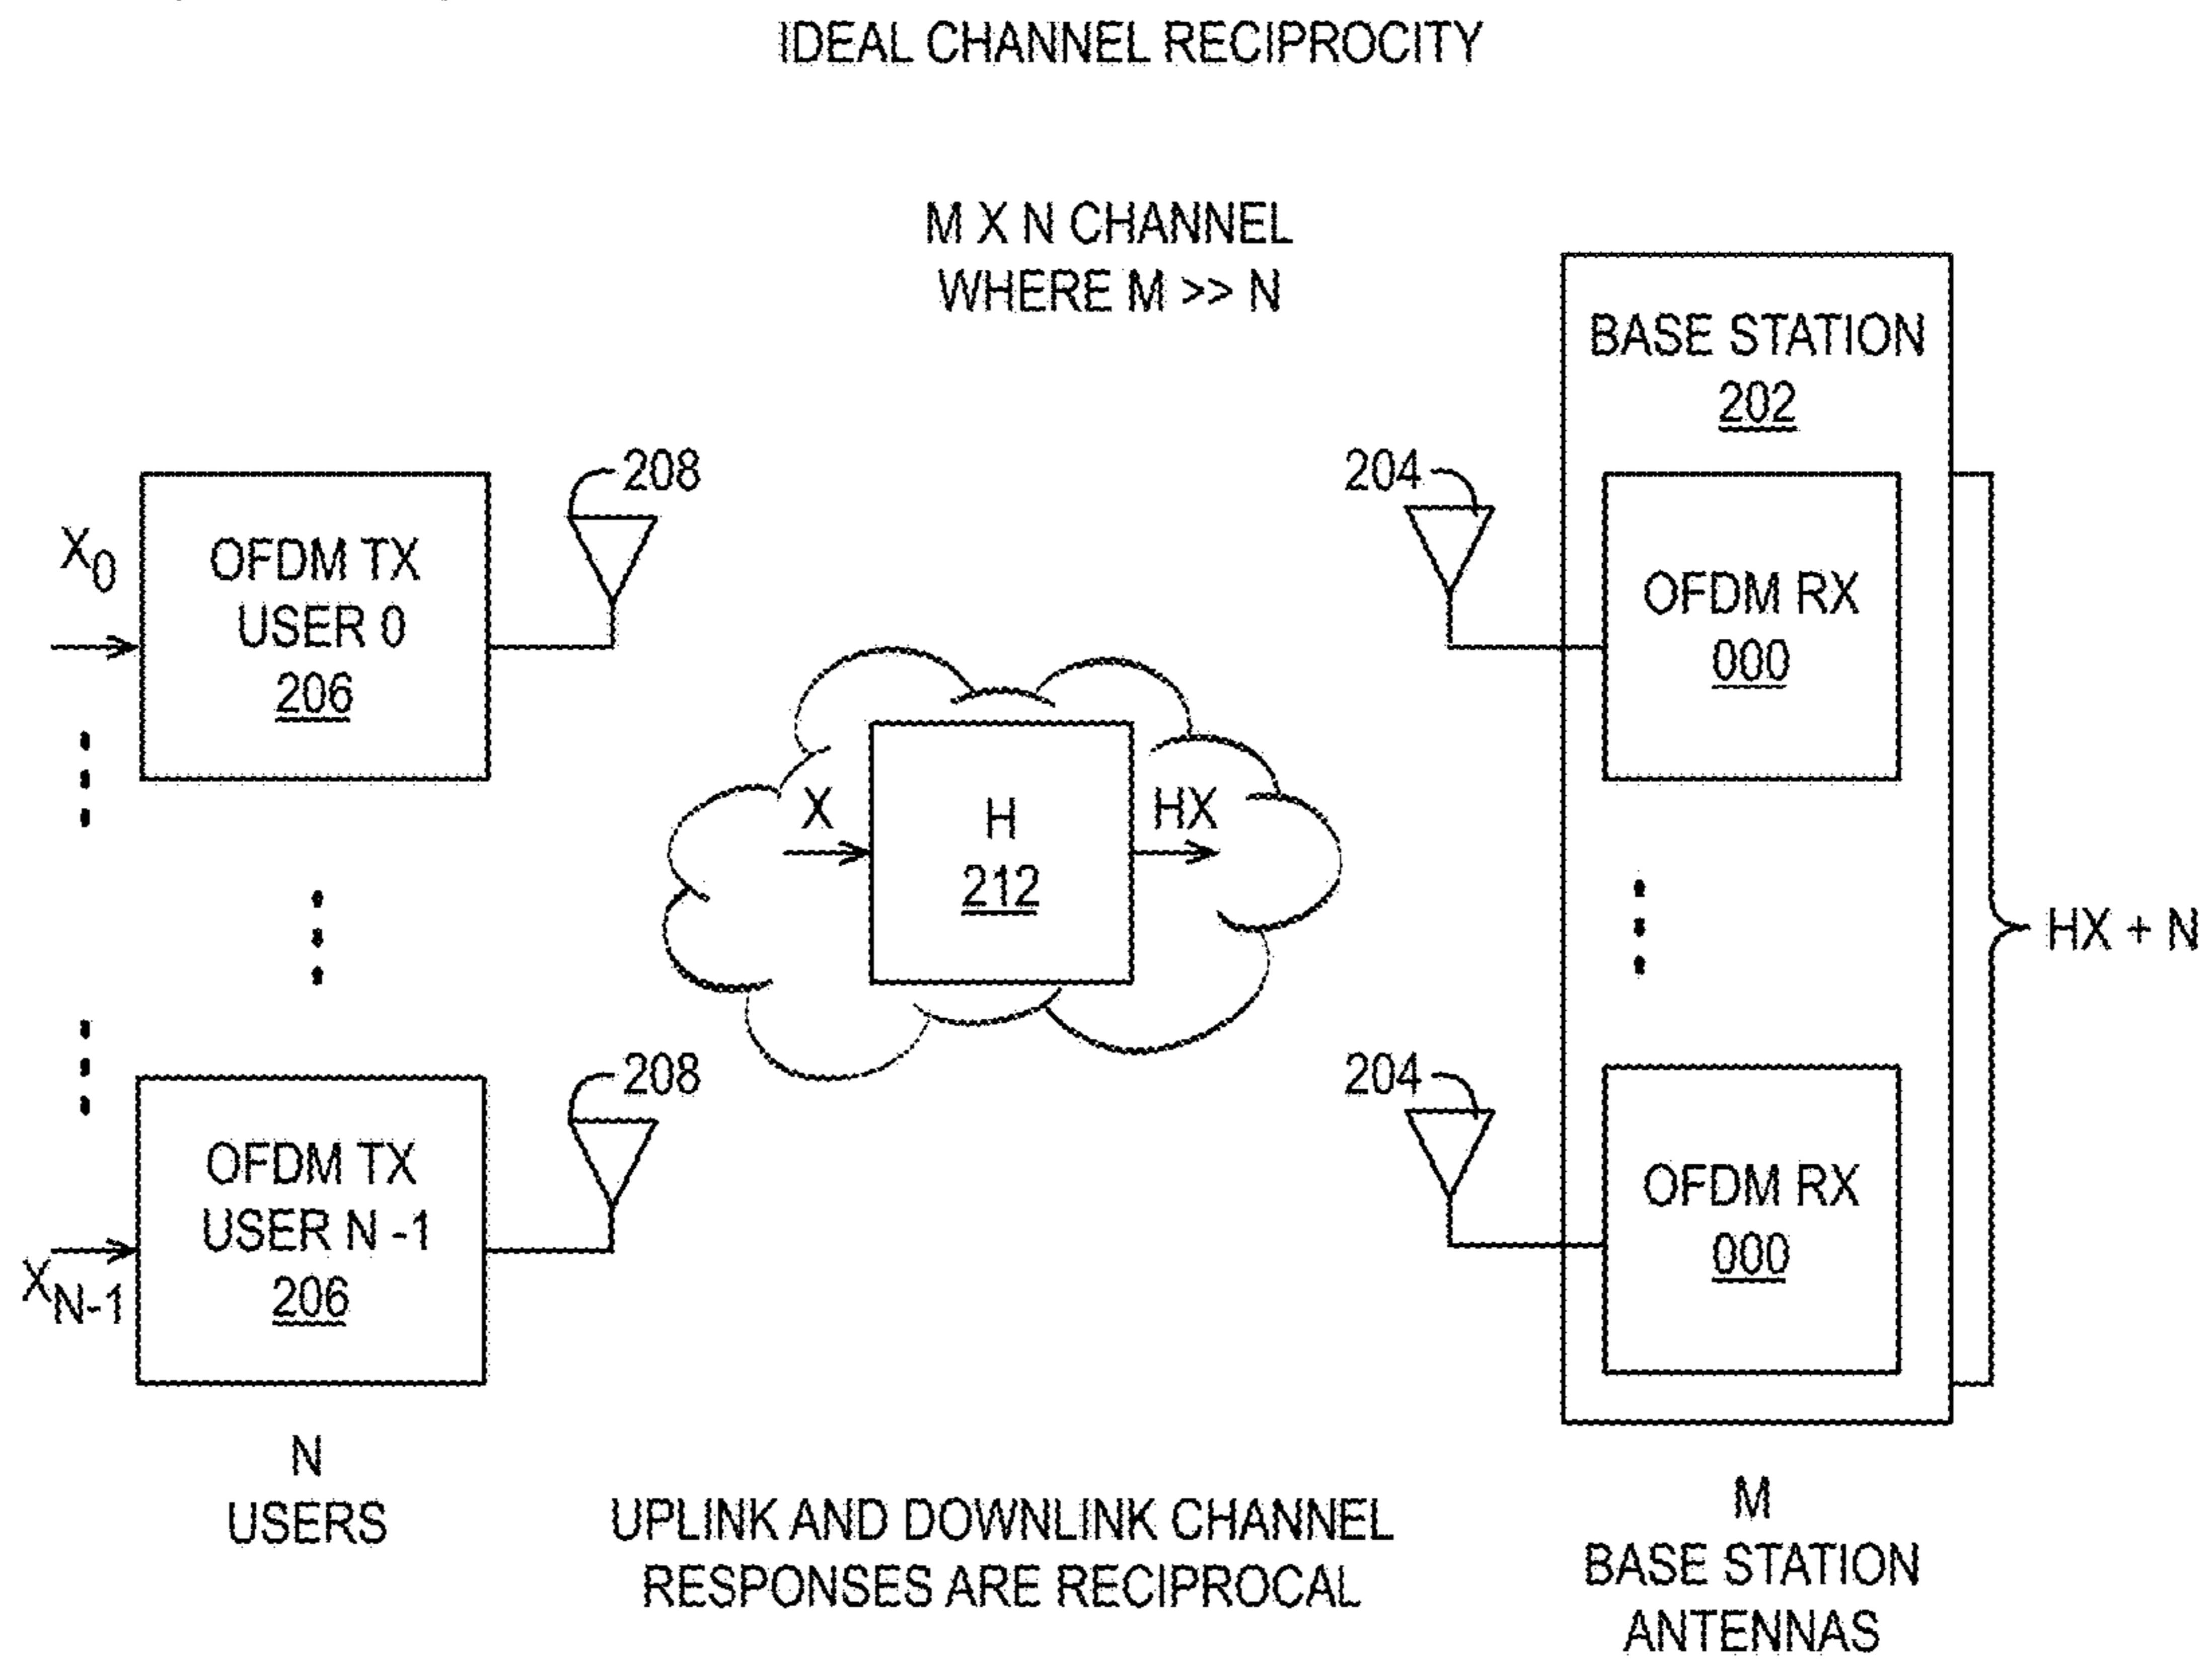 IDEAL CHANNEL RECIPROCITY
M X N CHANNEL
WHERE M >> N
BASE STATION
202
208
204
X0
OFDM TX
USER 0
206
OFDM RX
000
X
H
212
HX
HX + N
208
204
OFDM TX
USER N -1
206
XN-1
OFDM RX
000
N
USERS
UPLINK AND DOWNLINK CHANNEL
RESPONSES ARE RECIPROCAL
M
BASE STATION
ANTENNAS